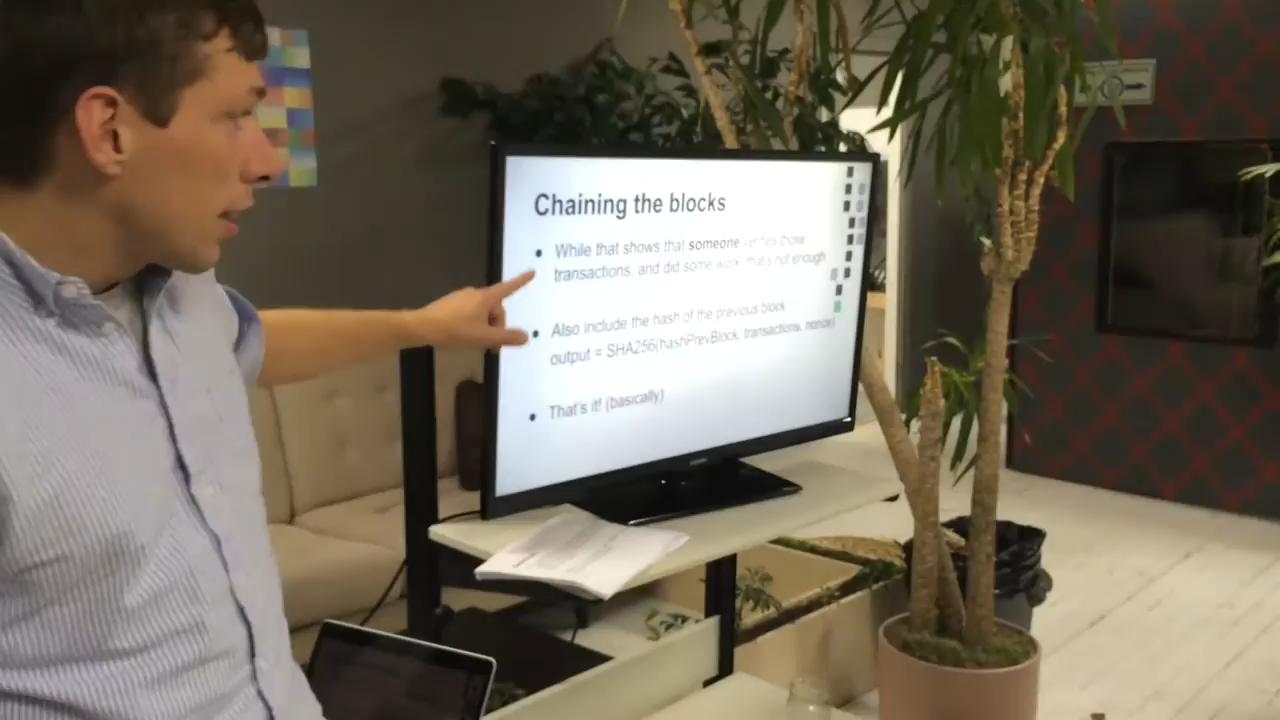 Chaining the blocks
● While that shows that someone verifies those
transactions, and did some work, that's not enough
● Also include the hash of the previous block
output = SHA256(hashPrevBlock, transactions, nonce)
● That's it! (basically)